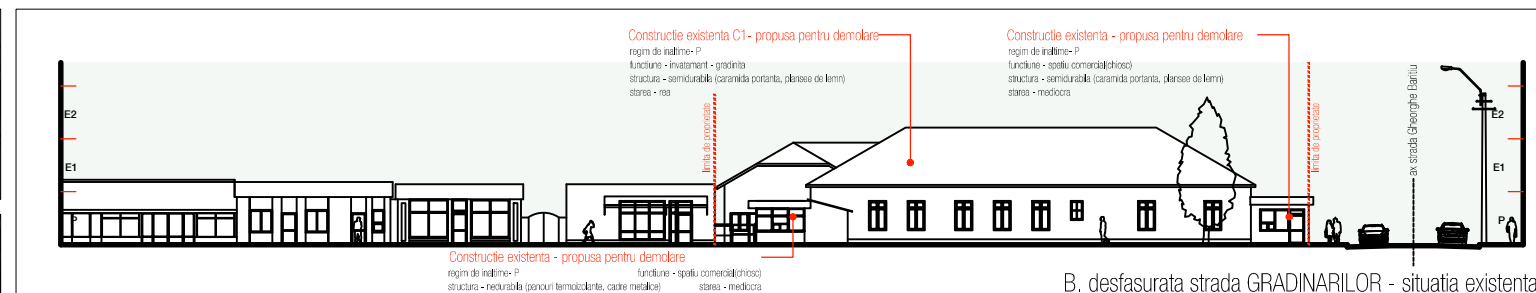 Constructie existenta C1 - propusa pentru demolare
regim de inaltime - P
functiune - invatamant - gradinita
structura - semidurabila (caramida portanta, plansee de lemn)
starea - rea
Constructie existenta - propusa pentru demolare
regim de inaltime - P
functiune - spatiu comercial(chiosc)
structura - semidurabila (caramida portanta, plansee de lemn)
starea - mediocra
E2
E1
P
limita de proprietate
limita de proprietate
ax strada Gheorghe Baritiu
E2
E1
P
Constructie existenta - propusa pentru demolare
regim de inaltime - P
functiune - spatiu comercial(chiosc)
structura - nedurabila (panouri termoizolante, cadre metalice)
starea - mediocra
B. desfasurata strada GRADINARILOR - situatia existenta